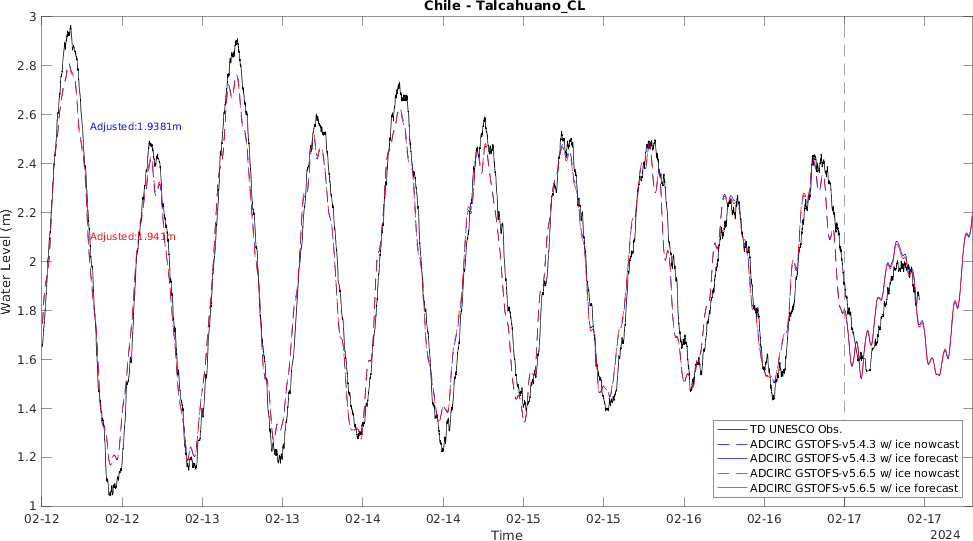 Chile - Talcahuano_CL
3
2.8
2.6
2.4
2.2
2
1.8
1.6
1.4
1.2
1
Water Level (m)
Adjusted:1.9381m
Adjusted:1.941m
TD UNESCO Obs.
ADCIRC GSTOFS-v5.4.3 w/ ice nowcast
ADCIRC GSTOFS-v5.4.3 w/ ice forecast
ADCIRC GSTOFS-v5.6.5 w/ ice nowcast
ADCIRC GSTOFS-v5.6.5 w/ ice forecast
02-12 02-12 02-13 02-13 02-14 02-14 02-15 02-15 02-16 02-16 02-17 02-17
Time
2024